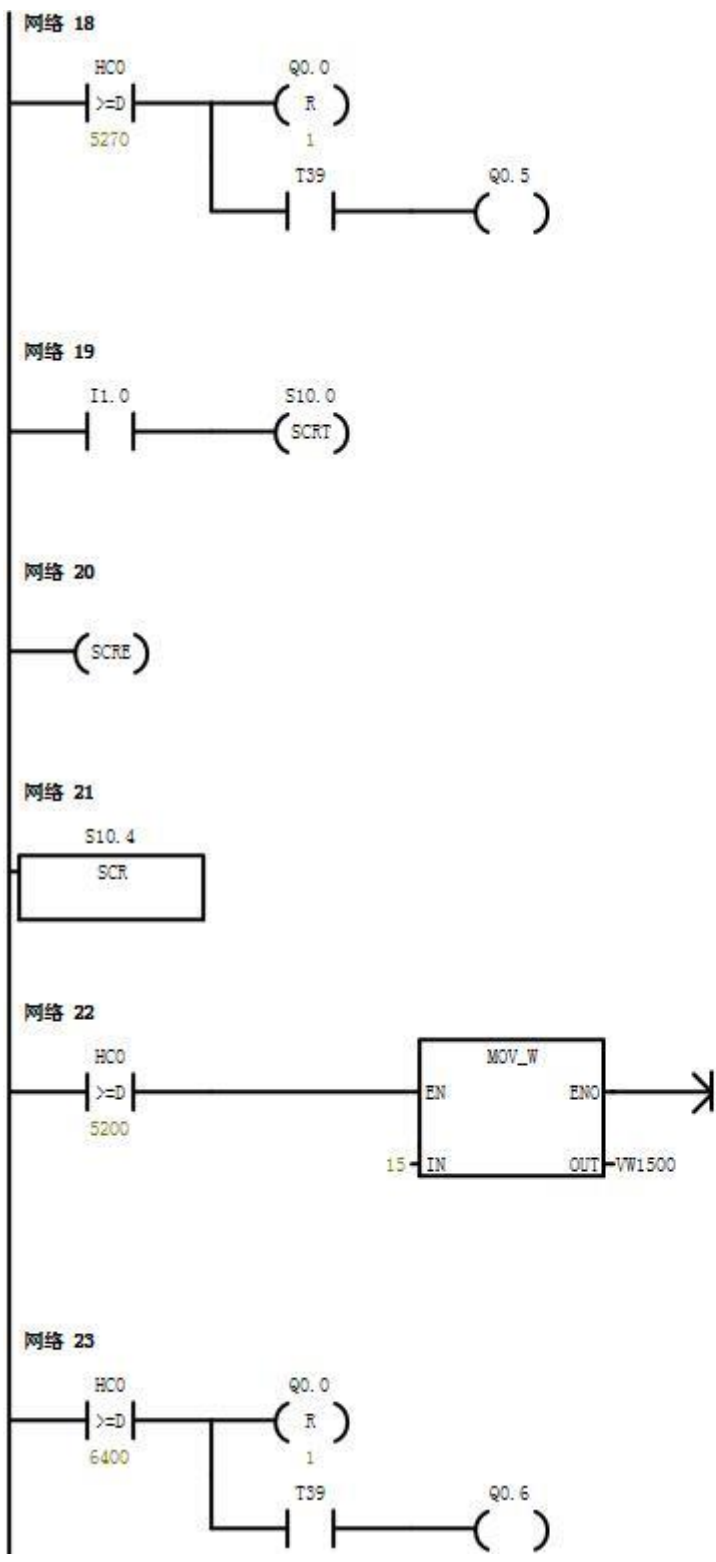 网络 18
HC0 Q0.0
>=D R
5270 1
T39 Q0.5
网络 19
I1.0 S10.0
SCRT
网络 20
SCRE
网络 21
S10.4
SCR
网络 22
HC0 MOV_W
>=D EN ENO
5200
15 IN OUT VW1500
网络 23
HC0 Q0.0
>=D R
6400 1
T39 Q0.6